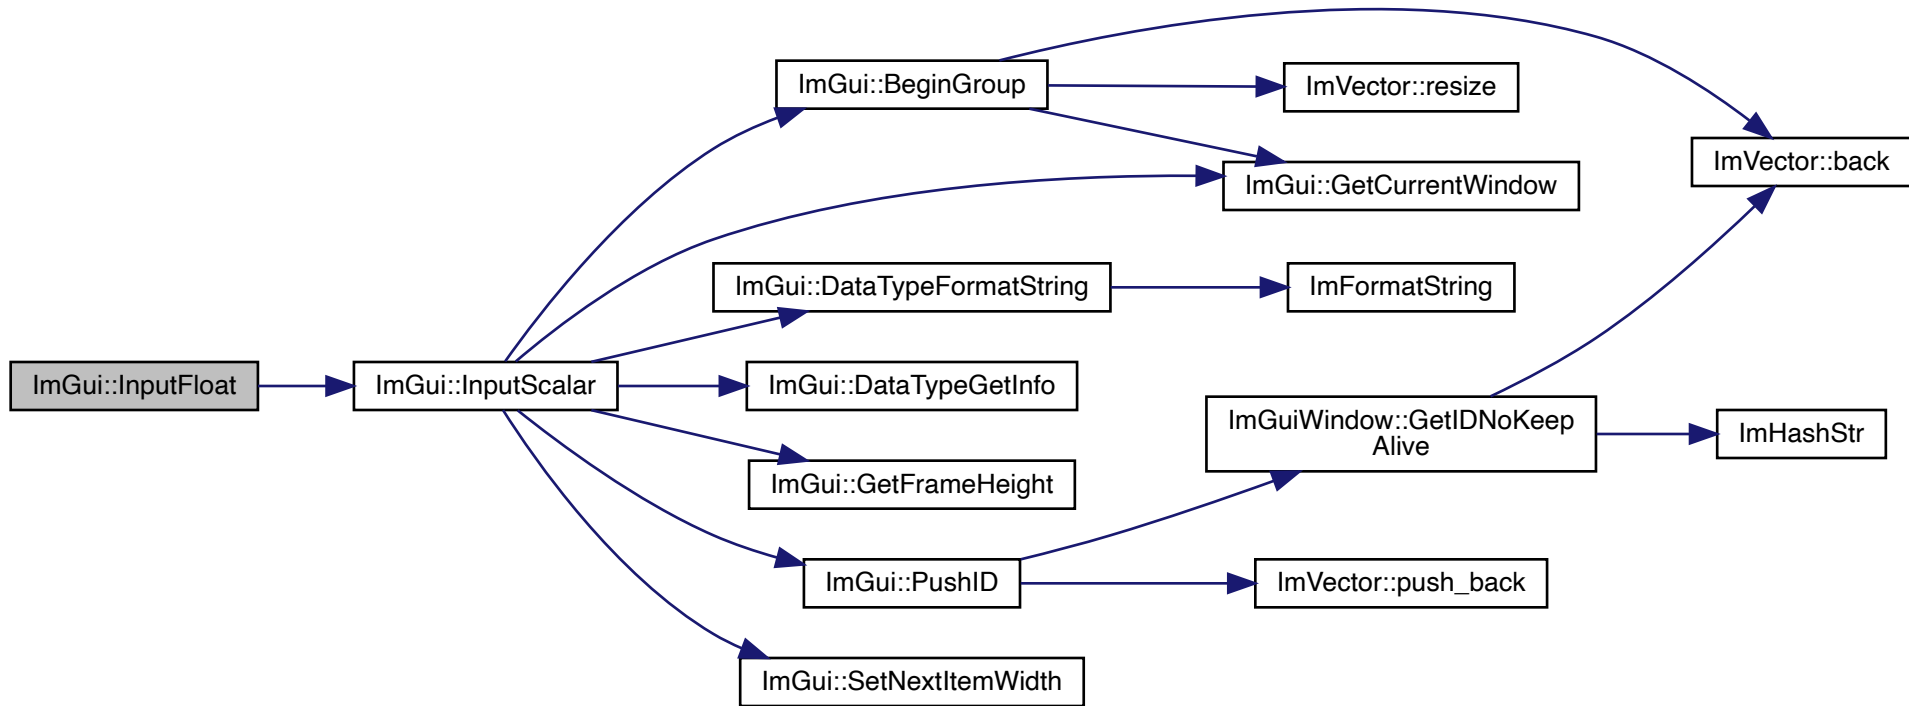 ImGui::BeginGroup
ImVector::resize
ImVector::back
ImGui::GetCurrentWindow
ImGui::DataTypeFormatString
ImFormatString
ImGui::InputFloat
ImGui::InputScalar
ImGui::DataTypeGetInfo
ImGuiWindow::GetIDNoKeep
Alive
ImHashStr
ImGui::GetFrameHeight
ImGui::PushID
ImVector::push_back
ImGui::SetNextItemWidth